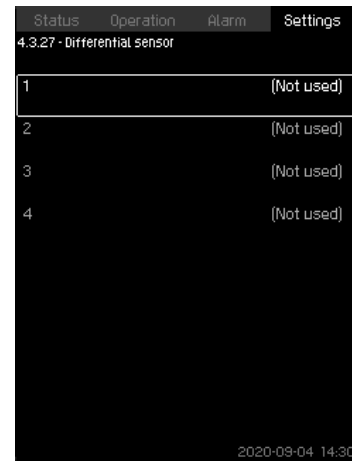 Status Operation Alarm Settings
4.3.27 - Differential sensor
1 (Not used)
2 (Not used)
3 (Not used)
4 (Not used)
2020-09-04 14:30